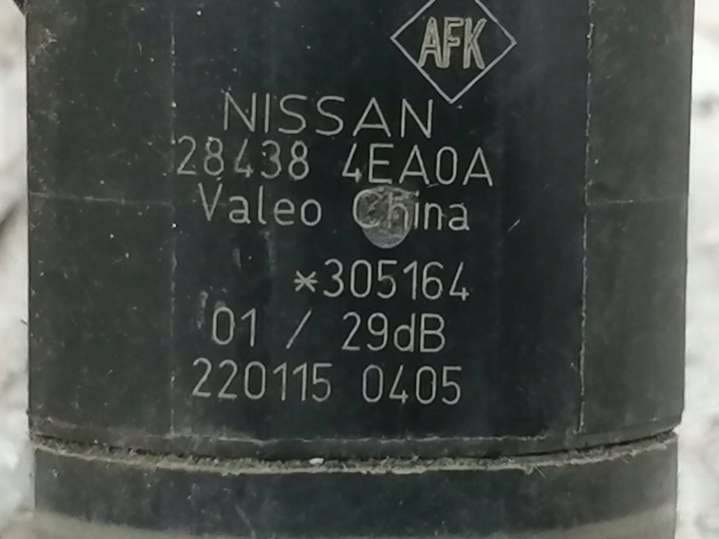 AFK
NISSAN
28438 4EA0A
Valeo China
*305164
01 / 29dB
220115 0405